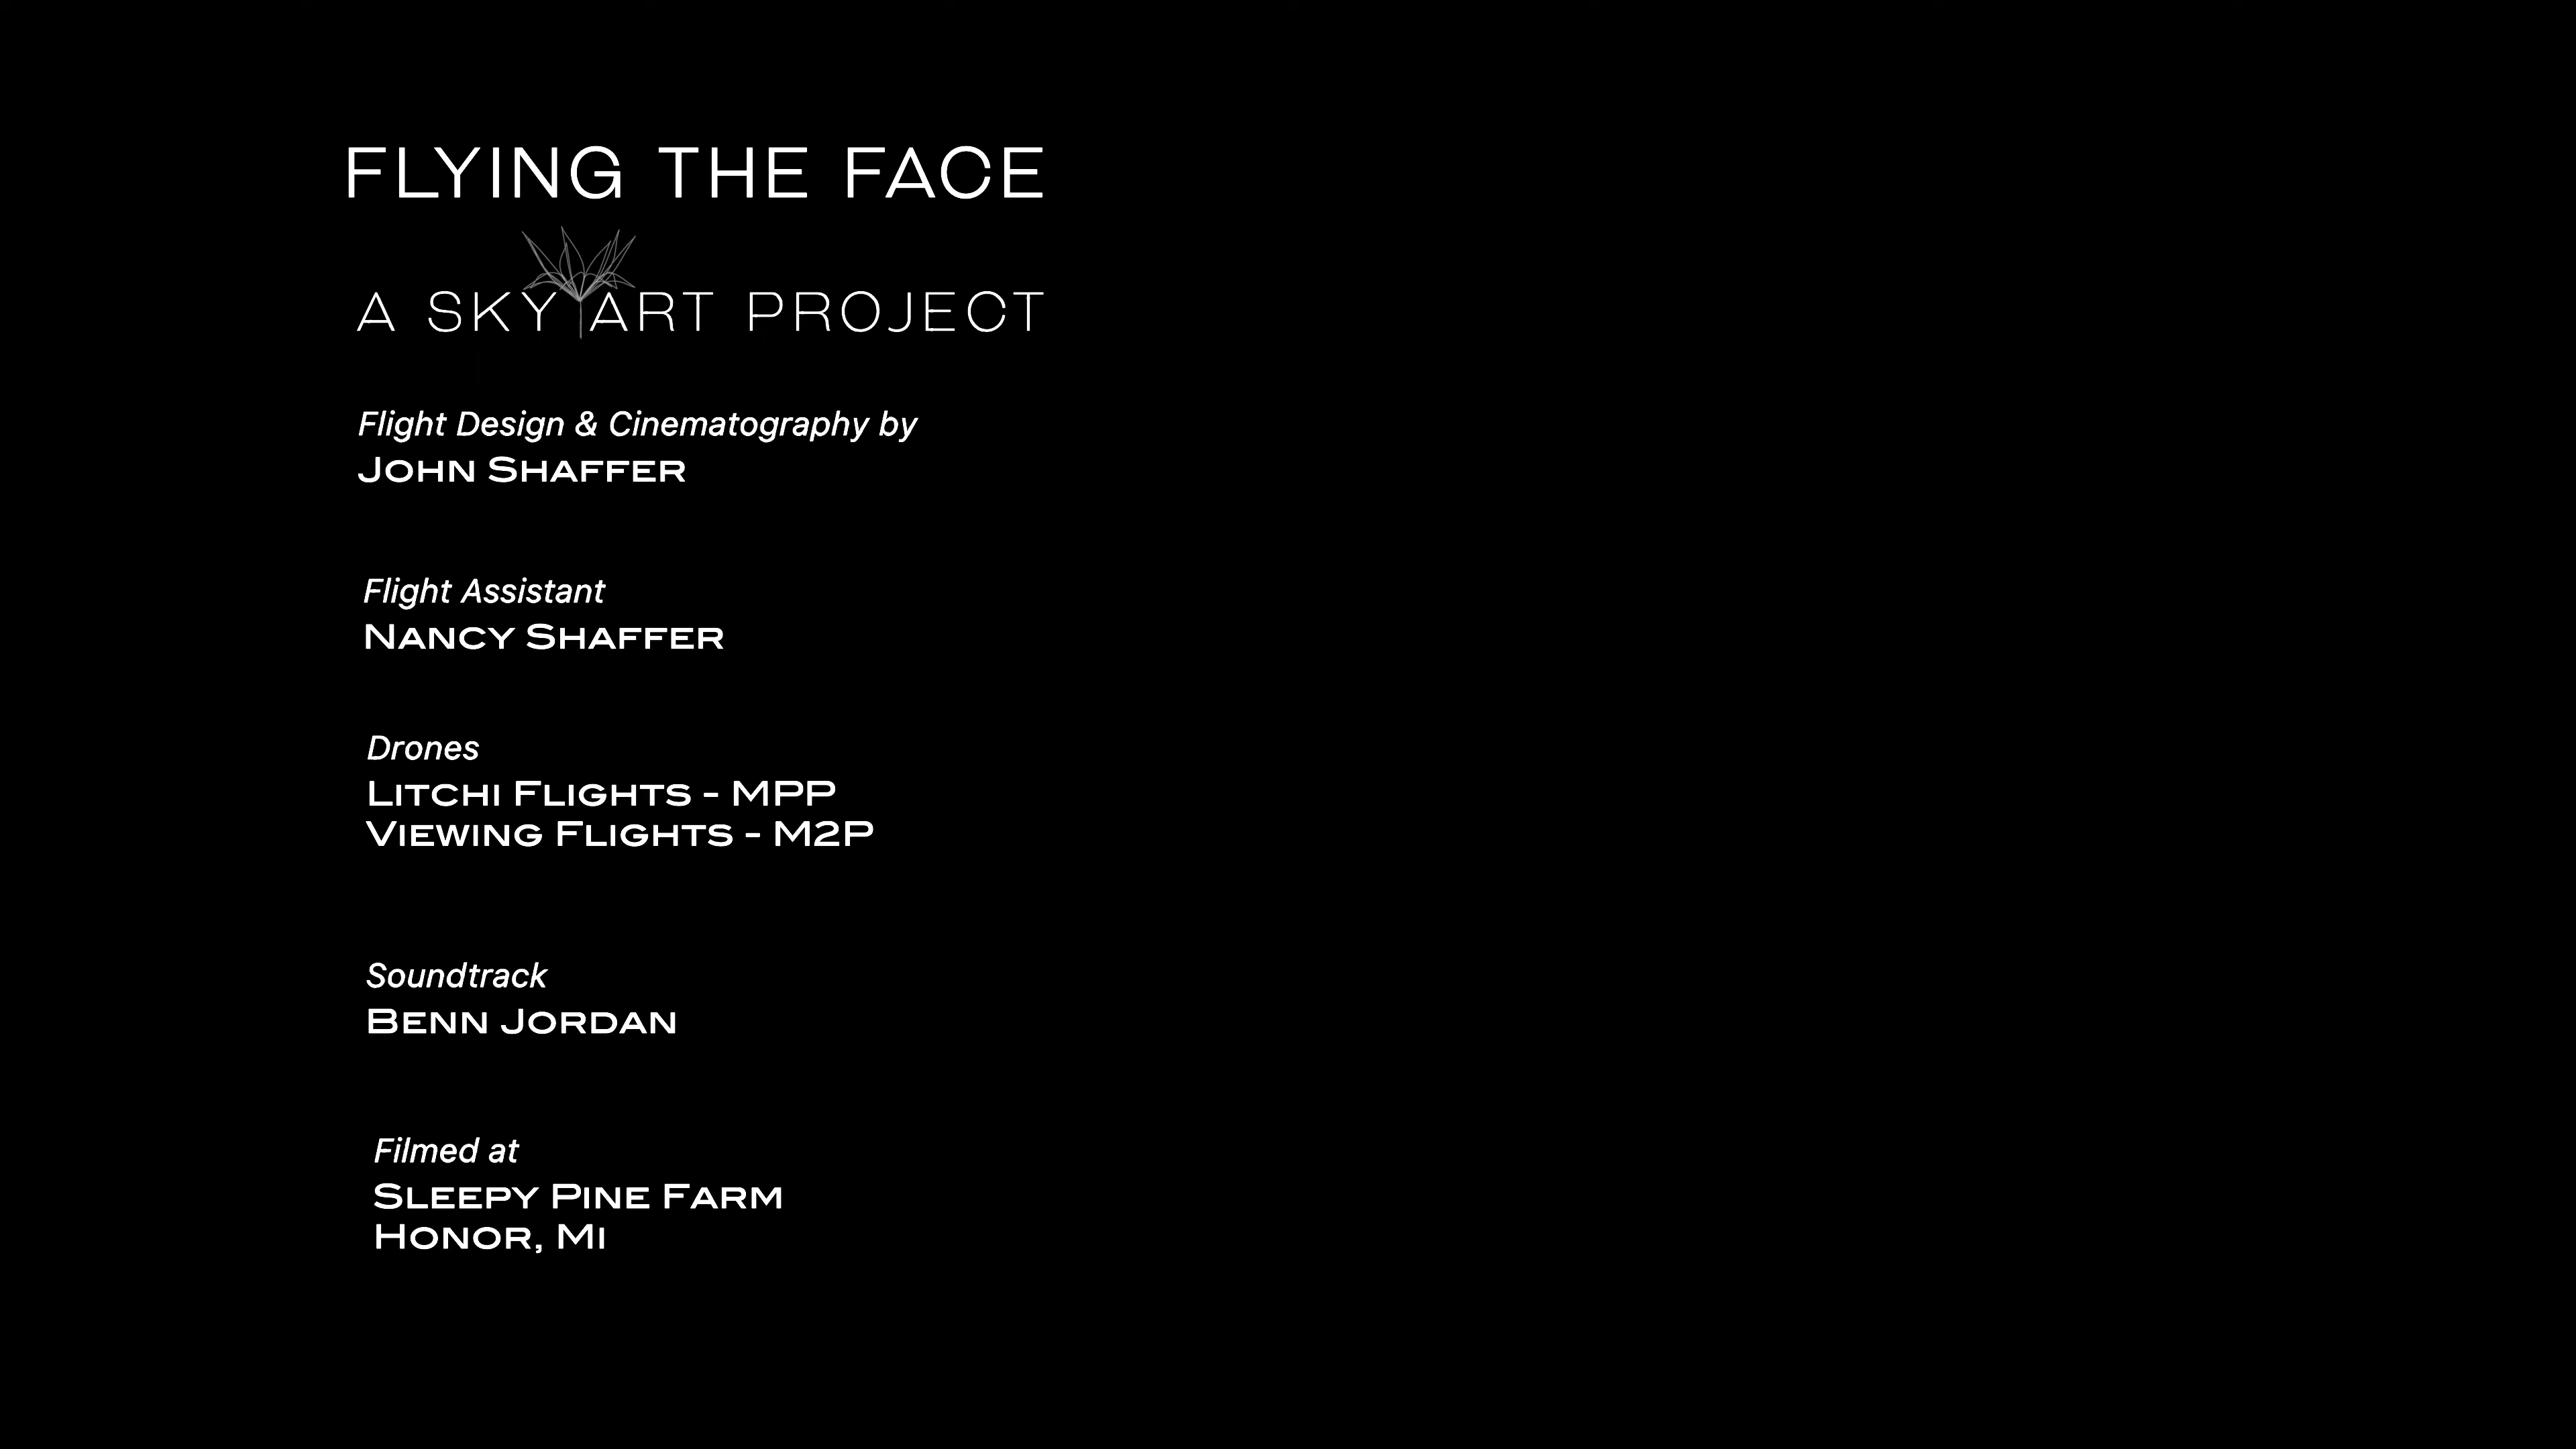 FLYING THE FACE
A SKY ART PROJECT
Flight Design & Cinematography by
JOHN SHAFFER
Flight Assistant
NANCY SHAFFER
Drones
LITCHI FLIGHTS - MPP
VIEWING FLIGHTS - M2P
Soundtrack
BENN JORDAN
Filmed at
SLEEPY PINE FARM
HONOR, MI